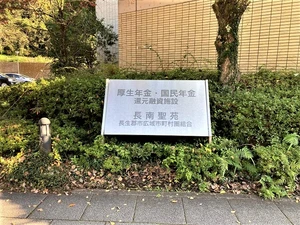 厚生年金・国民年金
還元融資施設
長南聖苑
長生郡市広域市町村圏組合